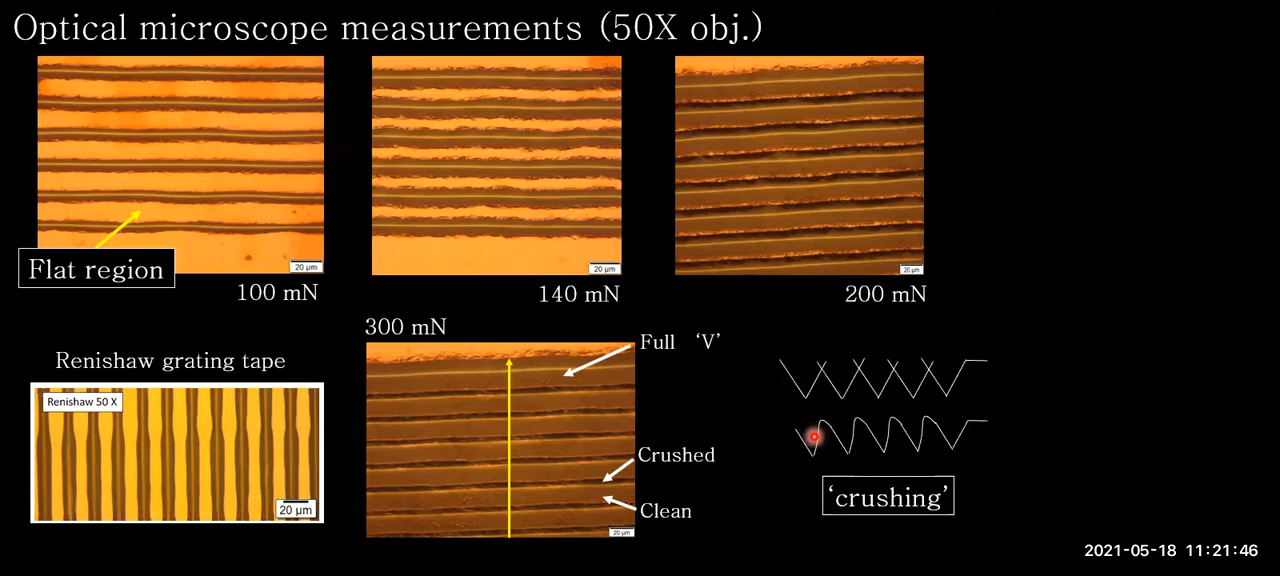 Optical microscope measurements (50X obj.)
20 μm
20 μm
20 μm
Flat region
100 mN
140 mN
200 mN
300 mN
Full 'V'
Renishaw grating tape
Renishaw 50 X
Crushed
'crushing'
Clean
20 μm
20 μm
2021-05-18 11:21:46